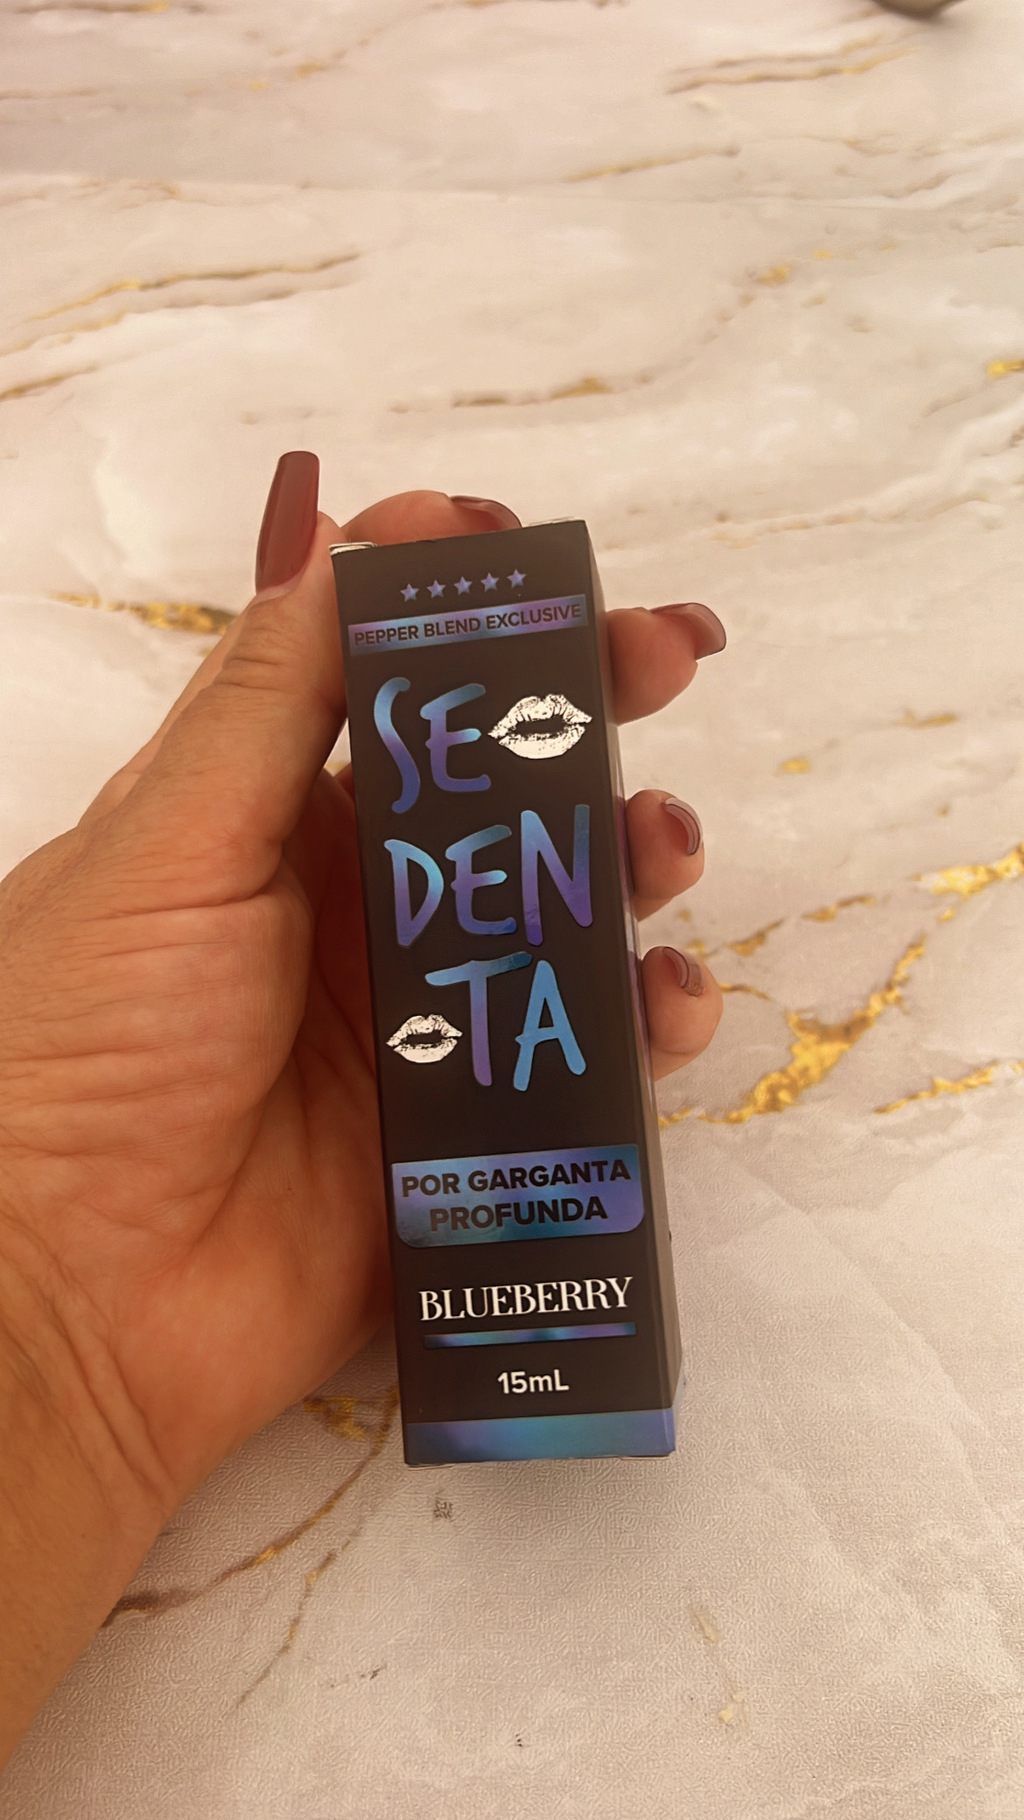 PEPPER BLEND EXCLUSIVE
SE
DEN
TA
POR GARGANTA
PROFUNDA
BLUEBERRY
15mL